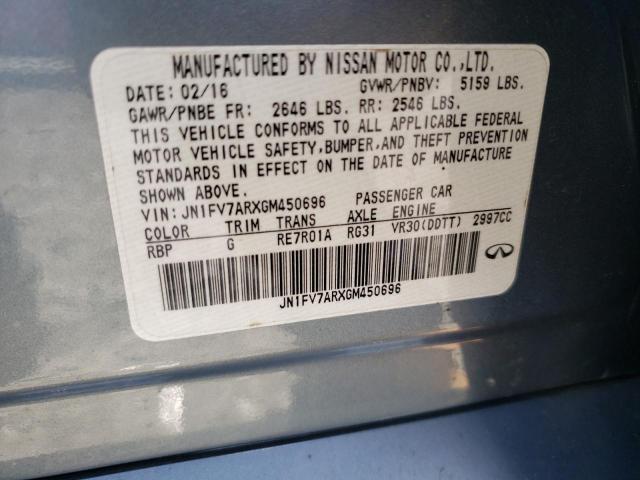 MANUFACTURED BY NISSAN MOTOR CO.,LTD.
DATE: 02/16 GVWR/PNBV: 5159 LBS.
GAWR/PNBE FR: 2646 LBS. RR: 2546 LBS.
THIS VEHICLE CONFORMS TO ALL APPLICABLE FEDERAL
MOTOR VEHICLE SAFETY, BUMPER, AND THEFT PREVENTION
STANDARDS IN EFFECT ON THE DATE OF MANUFACTURE
SHOWN ABOVE.
VIN: JN1FV7ARXGM450696 PASSENGER CAR
COLOR TRIM TRANS AXLE ENGINE
RBP G RE7R01A RG31 VR30(DDTT) 2997CC
JN1FV7ARXGM450696